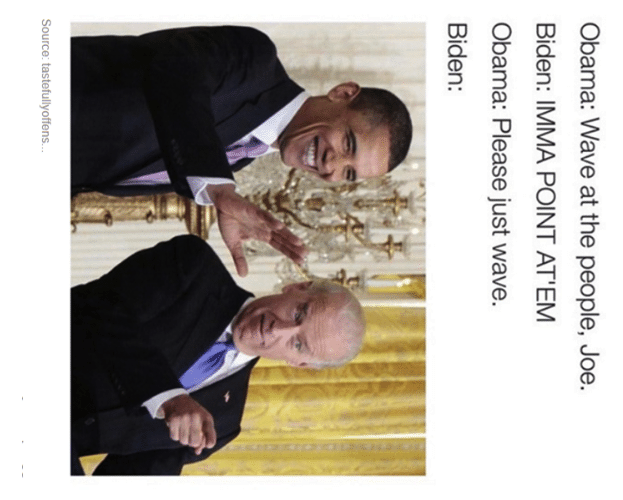 Obama: Wave at the people, Joe.
Biden: IMMA POINT AT'EM
Obama: Please just wave.
Biden:
Source: tastefullyoffens...